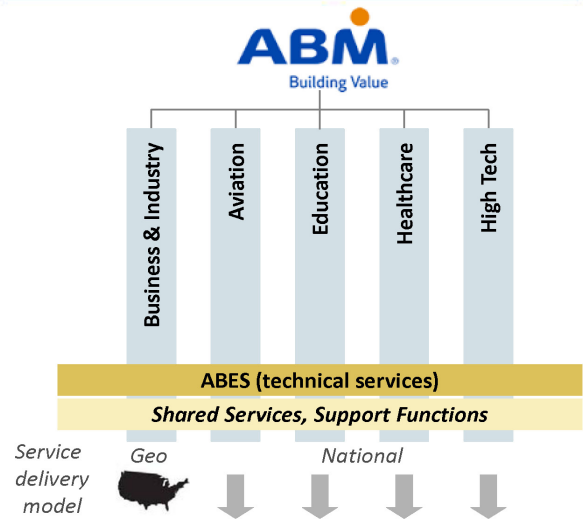 ABM®
Building Value
Business & Industry
Aviation
Education
Healthcare
High Tech
ABES (technical services)
Shared Services, Support Functions
Service
delivery
model
Geo
National